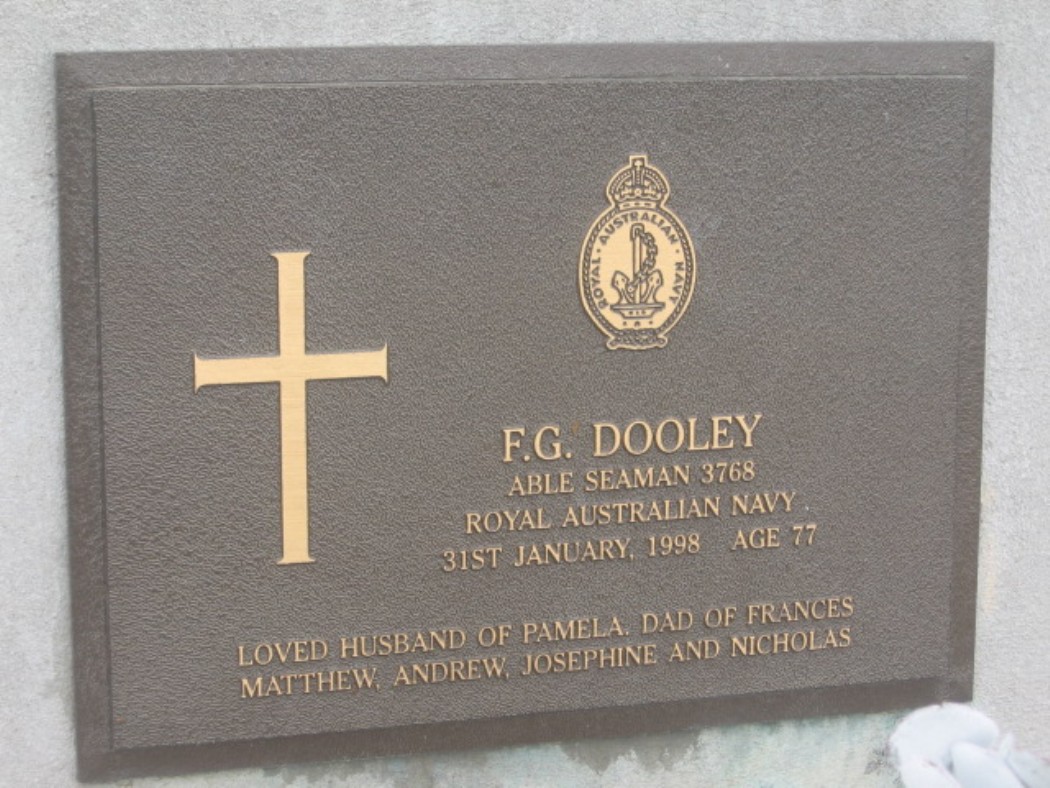 ROYAL · AUSTRALIAN · NAVY
F.G. DOOLEY
ABLE SEAMAN 3768
ROYAL AUSTRALIAN NAVY
31ST JANUARY, 1998 AGE 77
LOVED HUSBAND OF PAMELA. DAD OF FRANCES
MATTHEW, ANDREW, JOSEPHINE AND NICHOLAS